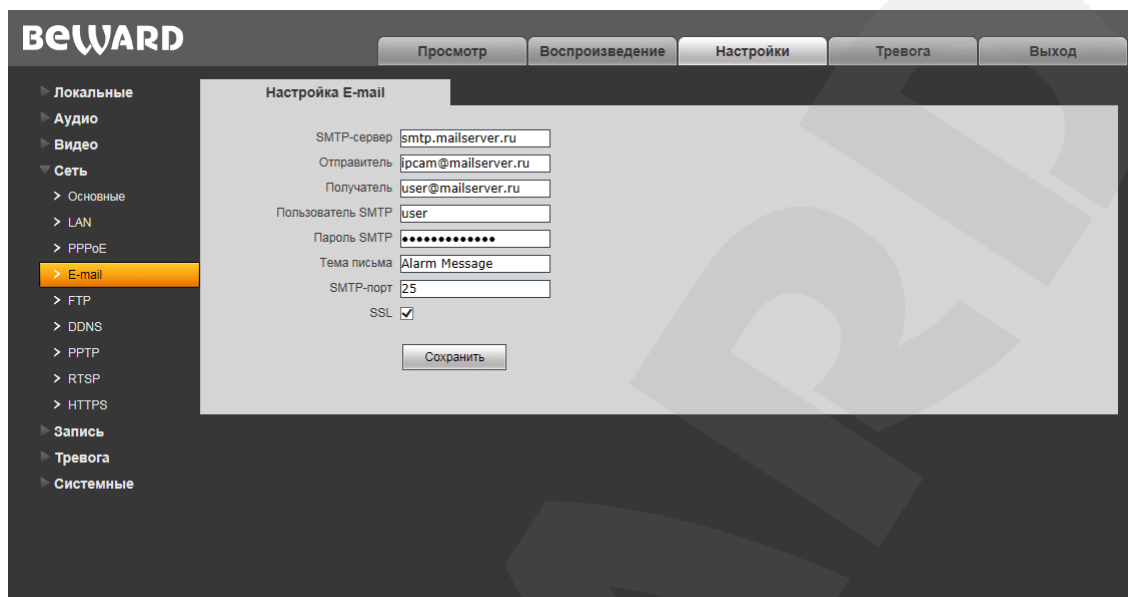 BEWARD
Просмотр Воспроизведение Настройки Тревога Выход
Локальные
Аудио
Видео
Сеть
Основные
LAN
PPPoE
E-mail
FTP
DDNS
PPTP
RTSP
HTTPS
Запись
Тревога
Системные
Настройка E-mail
SMTP-сервер smtp.mailserver.ru
Отправитель ipcam@mailserver.ru
Получатель user@mailserver.ru
Пользователь SMTP user
Пароль SMTP •••••••••••••
Тема письма Alarm Message
SMTP-порт 25
SSL
Сохранить